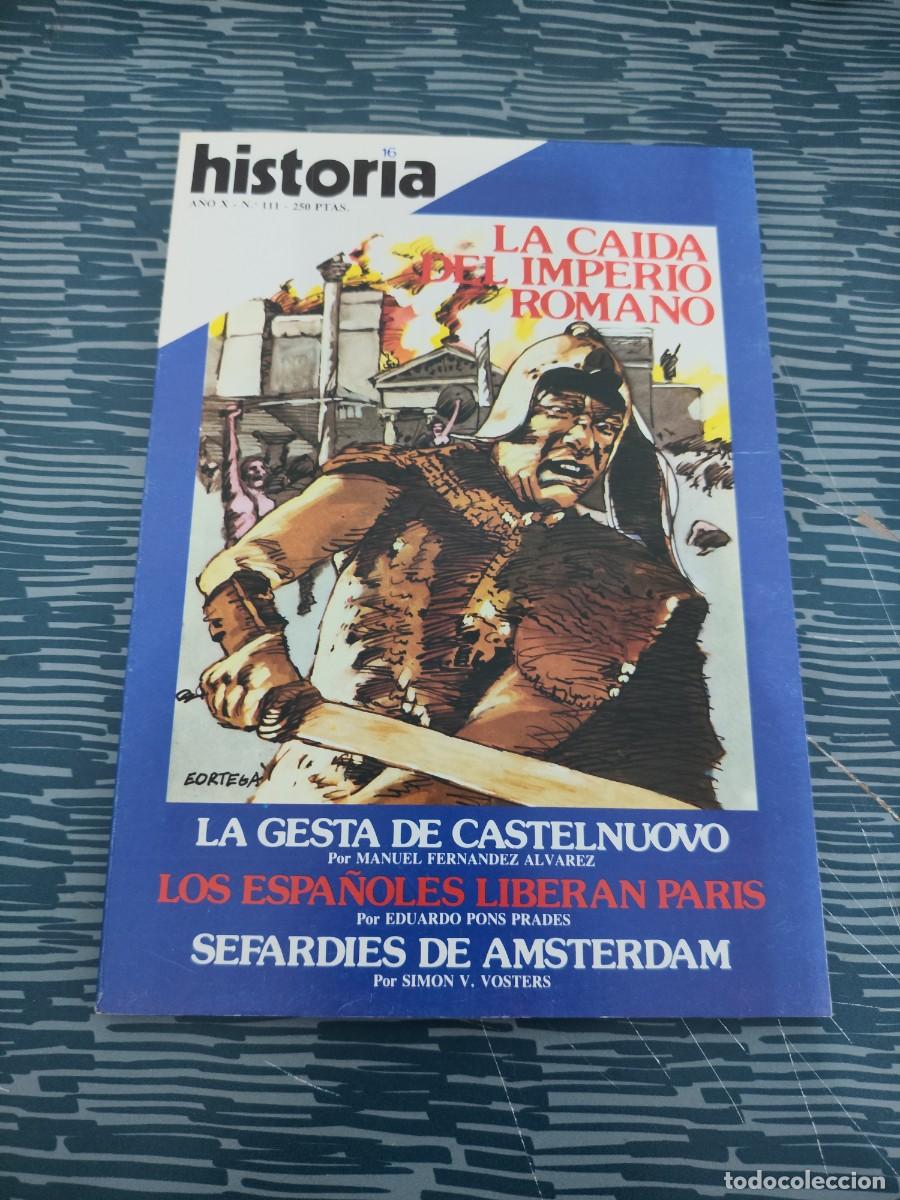 historia
16
AÑO X - N.º 111 - 250 PTAS.
LA CAIDA
DEL IMPERIO
ROMANO
EORTEGA
LA GESTA DE CASTELNUOVO
Por MANUEL FERNANDEZ ALVAREZ
LOS ESPAÑOLES LIBERAN PARIS
Por EDUARDO PONS PRADES
SEFARDIES DE AMSTERDAM
Por SIMON V. VOSTERS
todocoleccion